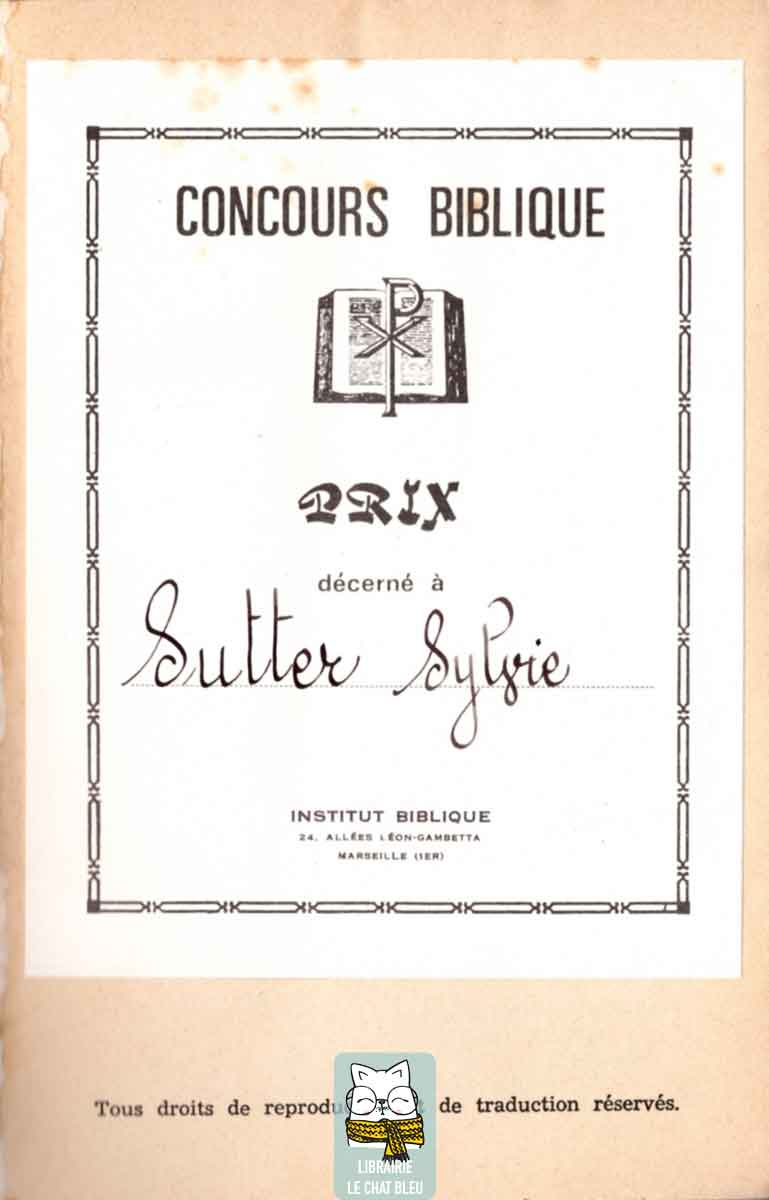 CONCOURS BIBLIQUE
PRIX
décerné à
Sutter Sylvie
INSTITUT BIBLIQUE
24, ALLÉES LÉON-GAMBETTA
MARSEILLE (1ER)
Tous droits de de traduction réservés.
LIBRAIRIE
LE CHAT BLEU